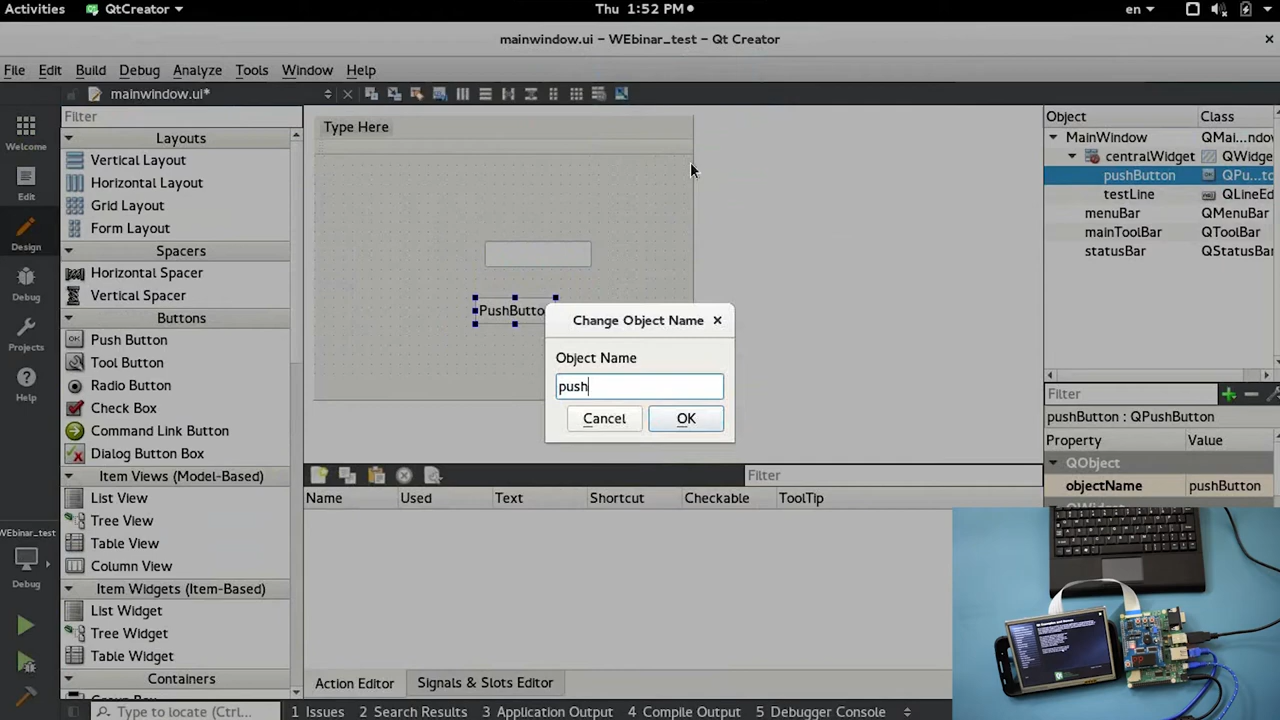 Activities QtCreator Thu 1:52 PM en
mainwindow.ui – WEbinar_test – Qt Creator
File Edit Build Debug Analyze Tools Window Help
mainwindow.ui*
Welcome
Edit
Design
Debug
Projects
Help
WEbinar_test
Debug
Filter
Layouts
Vertical Layout
Horizontal Layout
Grid Layout
Form Layout
Spacers
Horizontal Spacer
Vertical Spacer
Buttons
Push Button
Tool Button
Radio Button
Check Box
Command Link Button
Dialog Button Box
Item Views (Model-Based)
List View
Tree View
Table View
Column View
Item Widgets (Item-Based)
List Widget
Tree Widget
Table Widget
Containers
Type Here
PushButto
Change Object Name
Object Name
push
Cancel OK
Filter
Name Used Text Shortcut Checkable ToolTip
Action Editor Signals & Slots Editor
Object Class
MainWindow QMai...ndow
centralWidget QWidge
pushButton QPu...to
testLine QLineEd
menuBar QMenuBar
mainToolBar QToolBar
statusBar QStatusBar
Filter
pushButton : QPushButton
Property Value
QObject
objectName pushButton
Type to locate (Ctrl...
1 Issues 2 Search Results 3 Application Output 4 Compile Output 5 Debugger Console